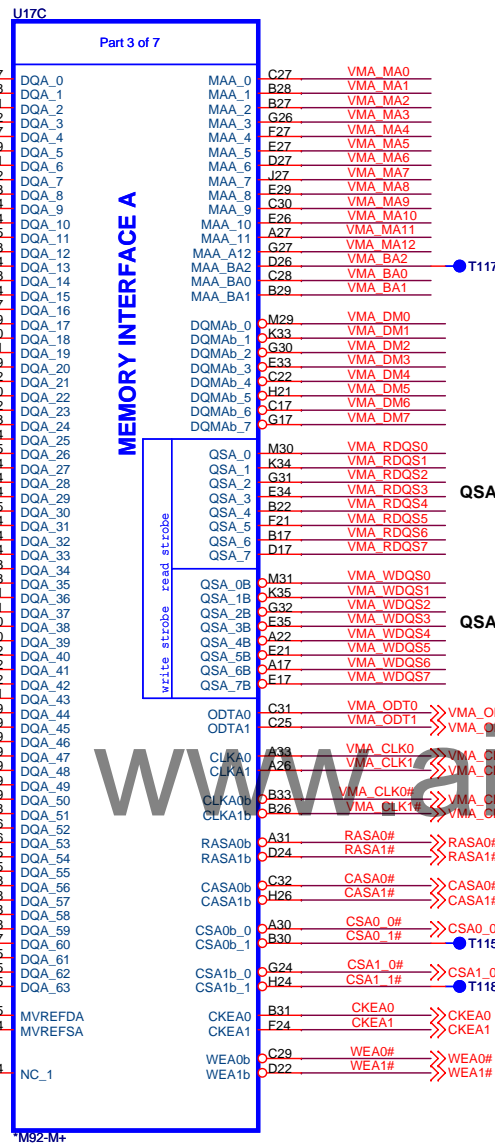 U17C
Part 3 of 7
MEMORY INTERFACE A
DQA_0 MAA_0 C27 VMA_MA0
DQA_1 MAA_1 B28 VMA_MA1
DQA_2 MAA_2 B27 VMA_MA2
DQA_3 MAA_3 G26 VMA_MA3
DQA_4 MAA_4 F27 VMA_MA4
DQA_5 MAA_5 E27 VMA_MA5
DQA_6 MAA_6 D27 VMA_MA6
DQA_7 MAA_7 J27 VMA_MA7
DQA_8 MAA_8 E29 VMA_MA8
DQA_9 MAA_9 C30 VMA_MA9
DQA_10 MAA_10 E26 VMA_MA10
DQA_11 MAA_11 A27 VMA_MA11
DQA_12 MAA_A12 G27 VMA_MA12
DQA_13 MAA_BA2 D26 VMA_BA2 T117
DQA_14 MAA_BA0 C28 VMA_BA0
DQA_15 MAA_BA1 B29 VMA_BA1
DQA_16
DQA_17 DQMAb_0 M29 VMA_DM0
DQA_18 DQMAb_1 K33 VMA_DM1
DQA_19 DQMAb_2 G30 VMA_DM2
DQA_20 DQMAb_3 E33 VMA_DM3
DQA_21 DQMAb_4 C22 VMA_DM4
DQA_22 DQMAb_5 H21 VMA_DM5
DQA_23 DQMAb_6 C17 VMA_DM6
DQA_24 DQMAb_7 G17 VMA_DM7
DQA_25
DQA_26 QSA_0 M30 VMA_RDQS0
DQA_27 QSA_1 K34 VMA_RDQS1
DQA_28 QSA_2 G31 VMA_RDQS2
DQA_29 QSA_3 E34 VMA_RDQS3 QSA
DQA_30 QSA_4 B22 VMA_RDQS4
DQA_31 QSA_5 F21 VMA_RDQS5
DQA_32 QSA_6 B17 VMA_RDQS6
DQA_33 QSA_7 D17 VMA_RDQS7
read strobe
DQA_34
DQA_35 QSA_0B M31 VMA_WDQS0
DQA_36 QSA_1B K35 VMA_WDQS1
DQA_37 QSA_2B G32 VMA_WDQS2
DQA_38 QSA_3B E35 VMA_WDQS3 QSA
DQA_39 QSA_4B A22 VMA_WDQS4
DQA_40 QSA_5B E21 VMA_WDQS5
DQA_41 QSA_6B A17 VMA_WDQS6
DQA_42 QSA_7B E17 VMA_WDQS7
write strobe
DQA_43
DQA_44 ODTA0 C31 VMA_ODT0
DQA_45 ODTA1 C25 VMA_ODT1
DQA_46
DQA_47 CLKA0 A33 VMA_CLK0
DQA_48 CLKA1 A26 VMA_CLK1
DQA_49
DQA_50 CLKA0b B33 VMA_CLK0#
DQA_51 CLKA1b B26 VMA_CLK1#
DQA_52
DQA_53 RASA0b A31 RASA0# RASA0#
DQA_54 RASA1b D24 RASA1# RASA1#
DQA_55
DQA_56 CASA0b C32 CASA0# CASA0#
DQA_57 CASA1b H26 CASA1# CASA1#
DQA_58
DQA_59 CSA0b_0 A30 CSA0_0# CSA0_0
DQA_60 CSA0b_1 B30 CSA0_1# T115
DQA_61
DQA_62 CSA1b_0 G24 CSA1_0# CSA1_0
DQA_63 CSA1b_1 H24 CSA1_1# T118
MVREFDA CKEA0 B31 CKEA0 CKEA0
MVREFSA CKEA1 F24 CKEA1 CKEA1
WEA0b C29 WEA0# WEA0#
NC_1 WEA1b D22 WEA1# WEA1#
*M92-M+